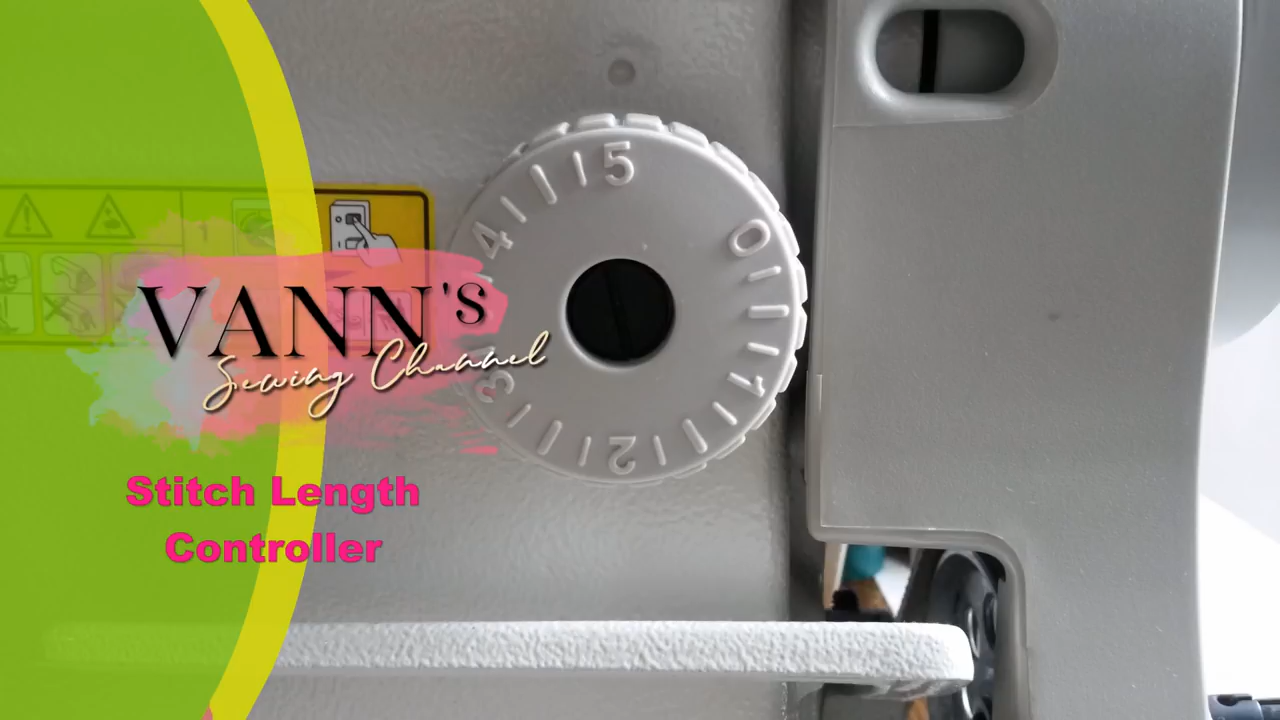 5
4
0
VANN's
Sewing Channel
3
1
2
Stitch Length
Controller